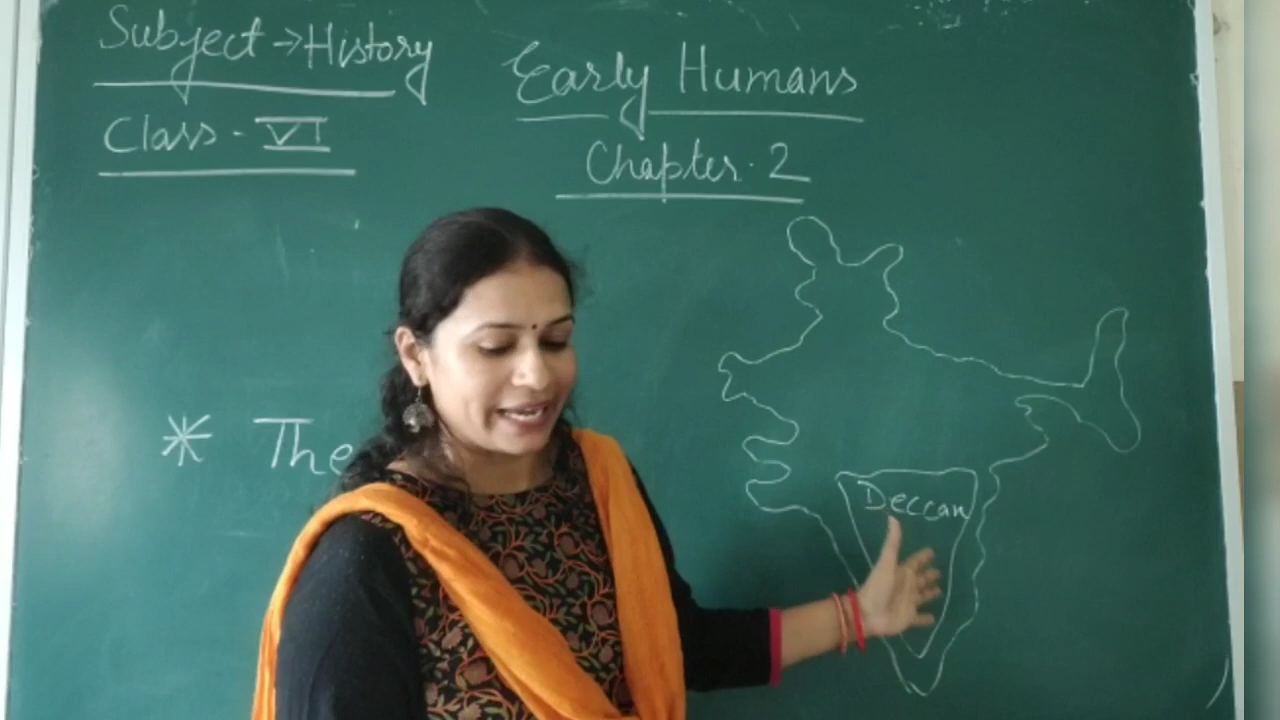 Subject → History
Class - VI
Early Humans
Chapter. 2
* The
Deccan